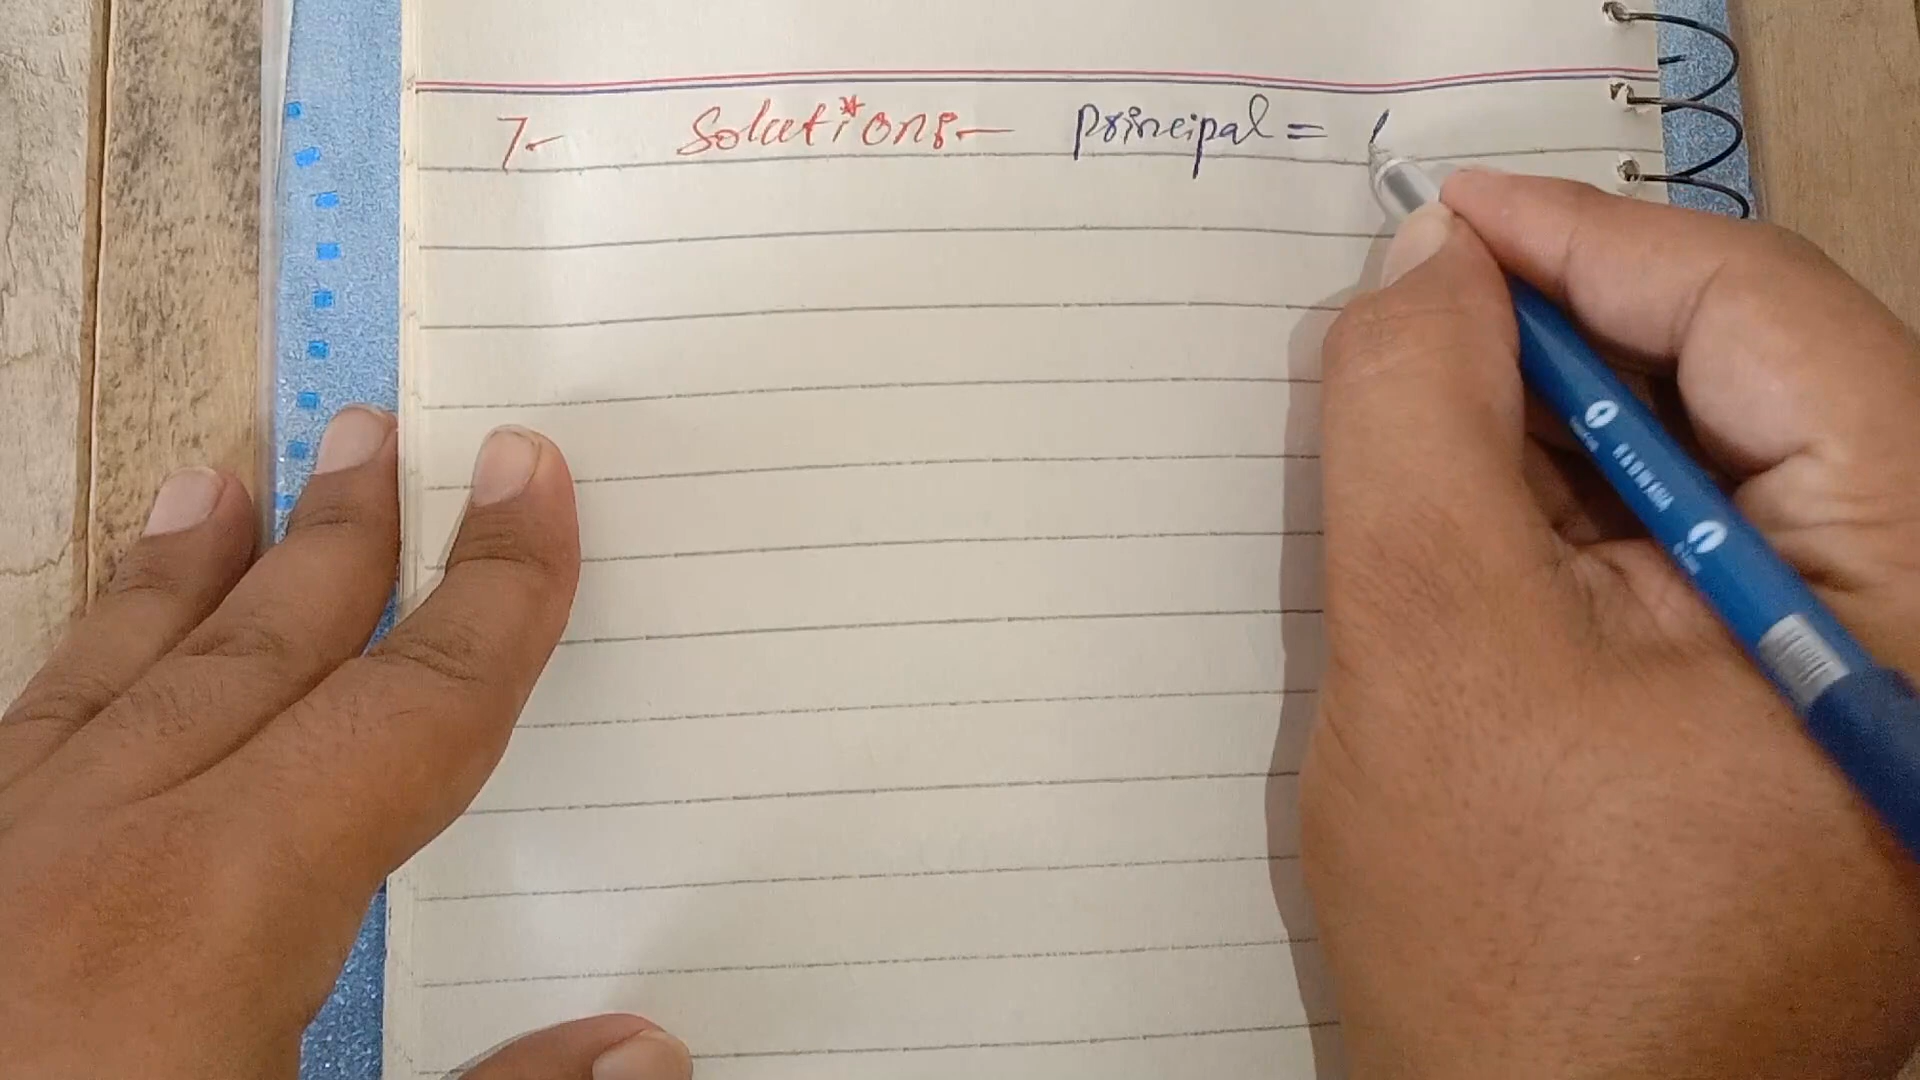 7- Solutions- Principal =